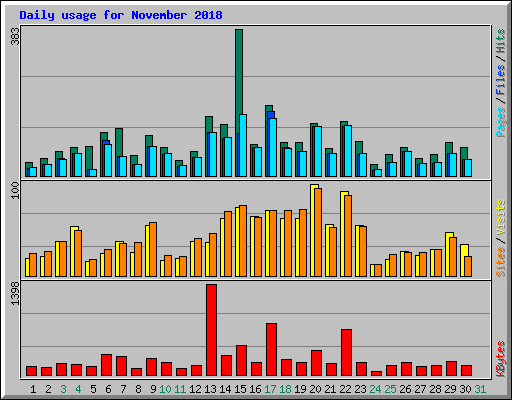 Daily usage for November 2018
383
Pages / Files / Hits
100
Sites / Visits
1398
KBytes
1 2 3 4 5 6 7 8 9 10 11 12 13 14 15 16 17 18 19 20 21 22 23 24 25 26 27 28 29 30 31